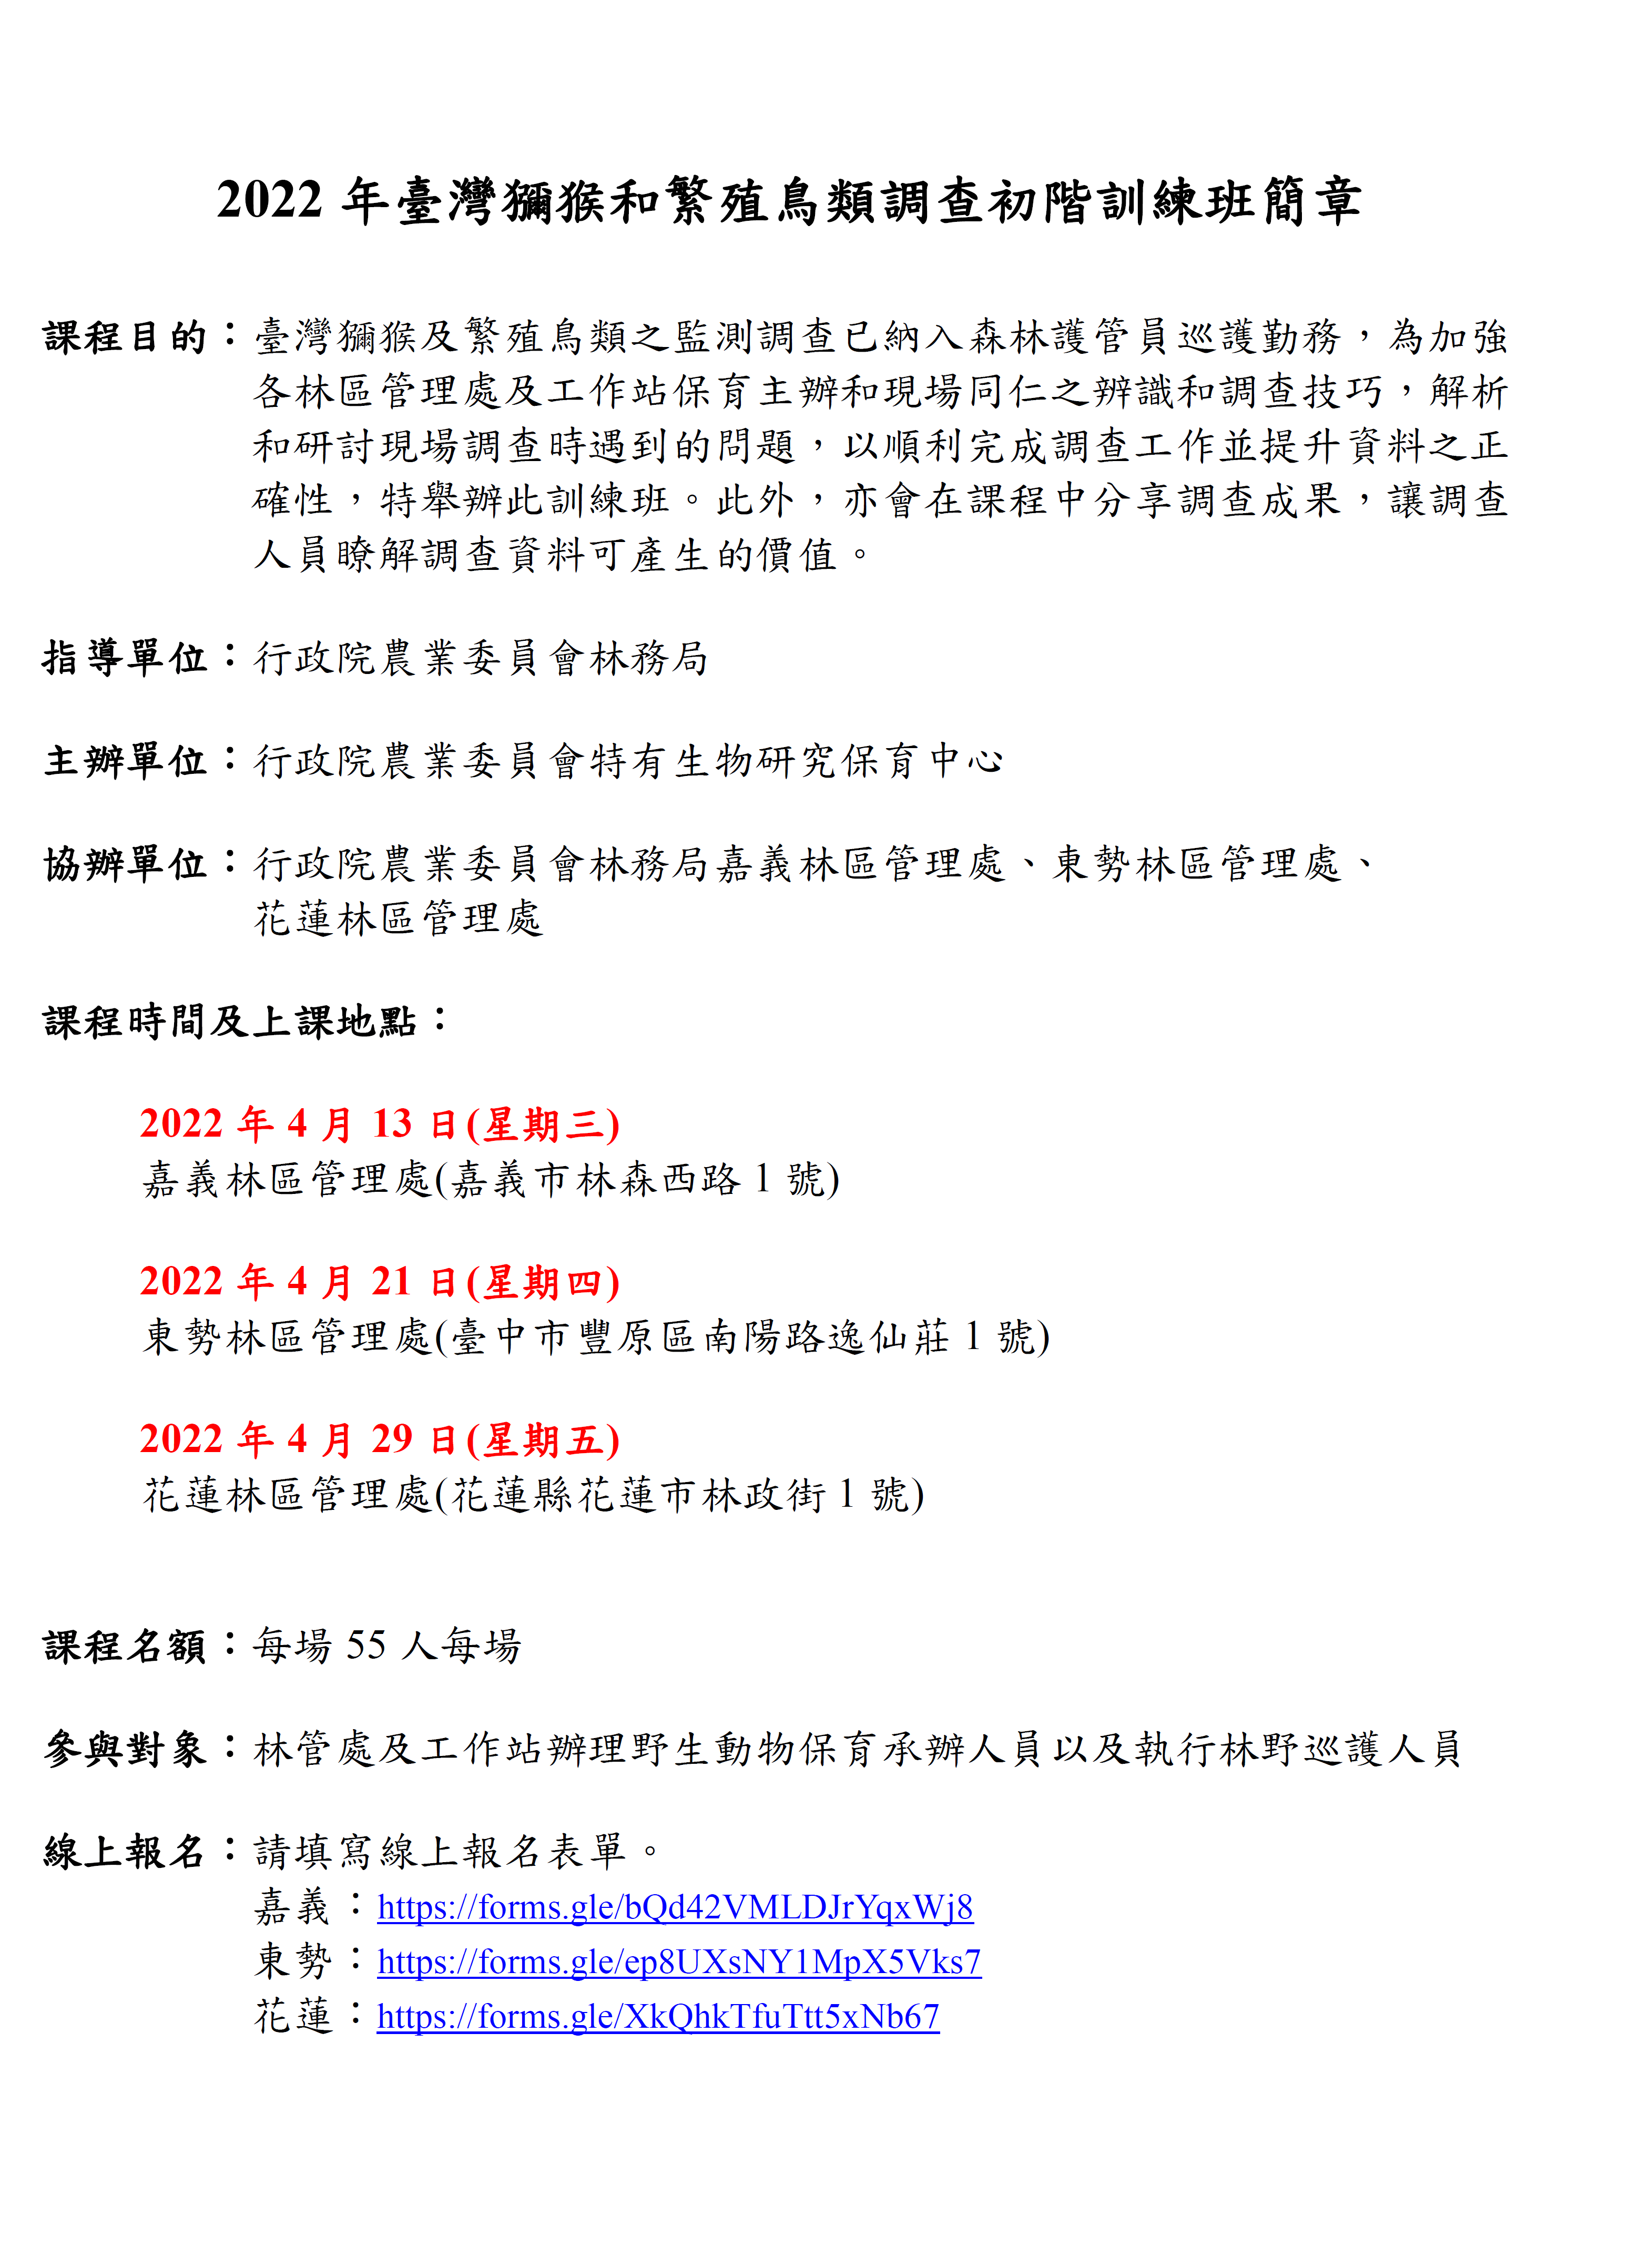 2022 年臺灣獼猴和繁殖鳥類調查初階訓練班簡章
課程目的：臺灣獼猴及繁殖鳥類之監測調查已納入森林護管員巡護勤務，為加強
各林區管理處及工作站保育主辦和現場同仁之辨識和調查技巧，解析
和研討現場調查時遇到的問題，以順利完成調查工作並提升資料之正
確性，特舉辦此訓練班。此外，亦會在課程中分享調查成果，讓調查
人員瞭解調查資料可產生的價值。
指導單位：行政院農業委員會林務局
主辦單位：行政院農業委員會特有生物研究保育中心
協辦單位：行政院農業委員會林務局嘉義林區管理處、東勢林區管理處、
花蓮林區管理處
課程時間及上課地點：
2022 年 4 月 13 日(星期三)
嘉義林區管理處(嘉義市林森西路 1 號)
2022 年 4 月 21 日(星期四)
東勢林區管理處(臺中市豐原區南陽路逸仙莊 1 號)
2022 年 4 月 29 日(星期五)
花蓮林區管理處(花蓮縣花蓮市林政街 1 號)
課程名額：每場 55 人每場
參與對象：林管處及工作站辦理野生動物保育承辦人員以及執行林野巡護人員
線上報名：請填寫線上報名表單。
嘉義：https://forms.gle/bQd42VMLDJrYqxWj8
東勢：https://forms.gle/ep8UXsNY1MpX5Vks7
花蓮：https://forms.gle/XkQhkTfuTtt5xNb67